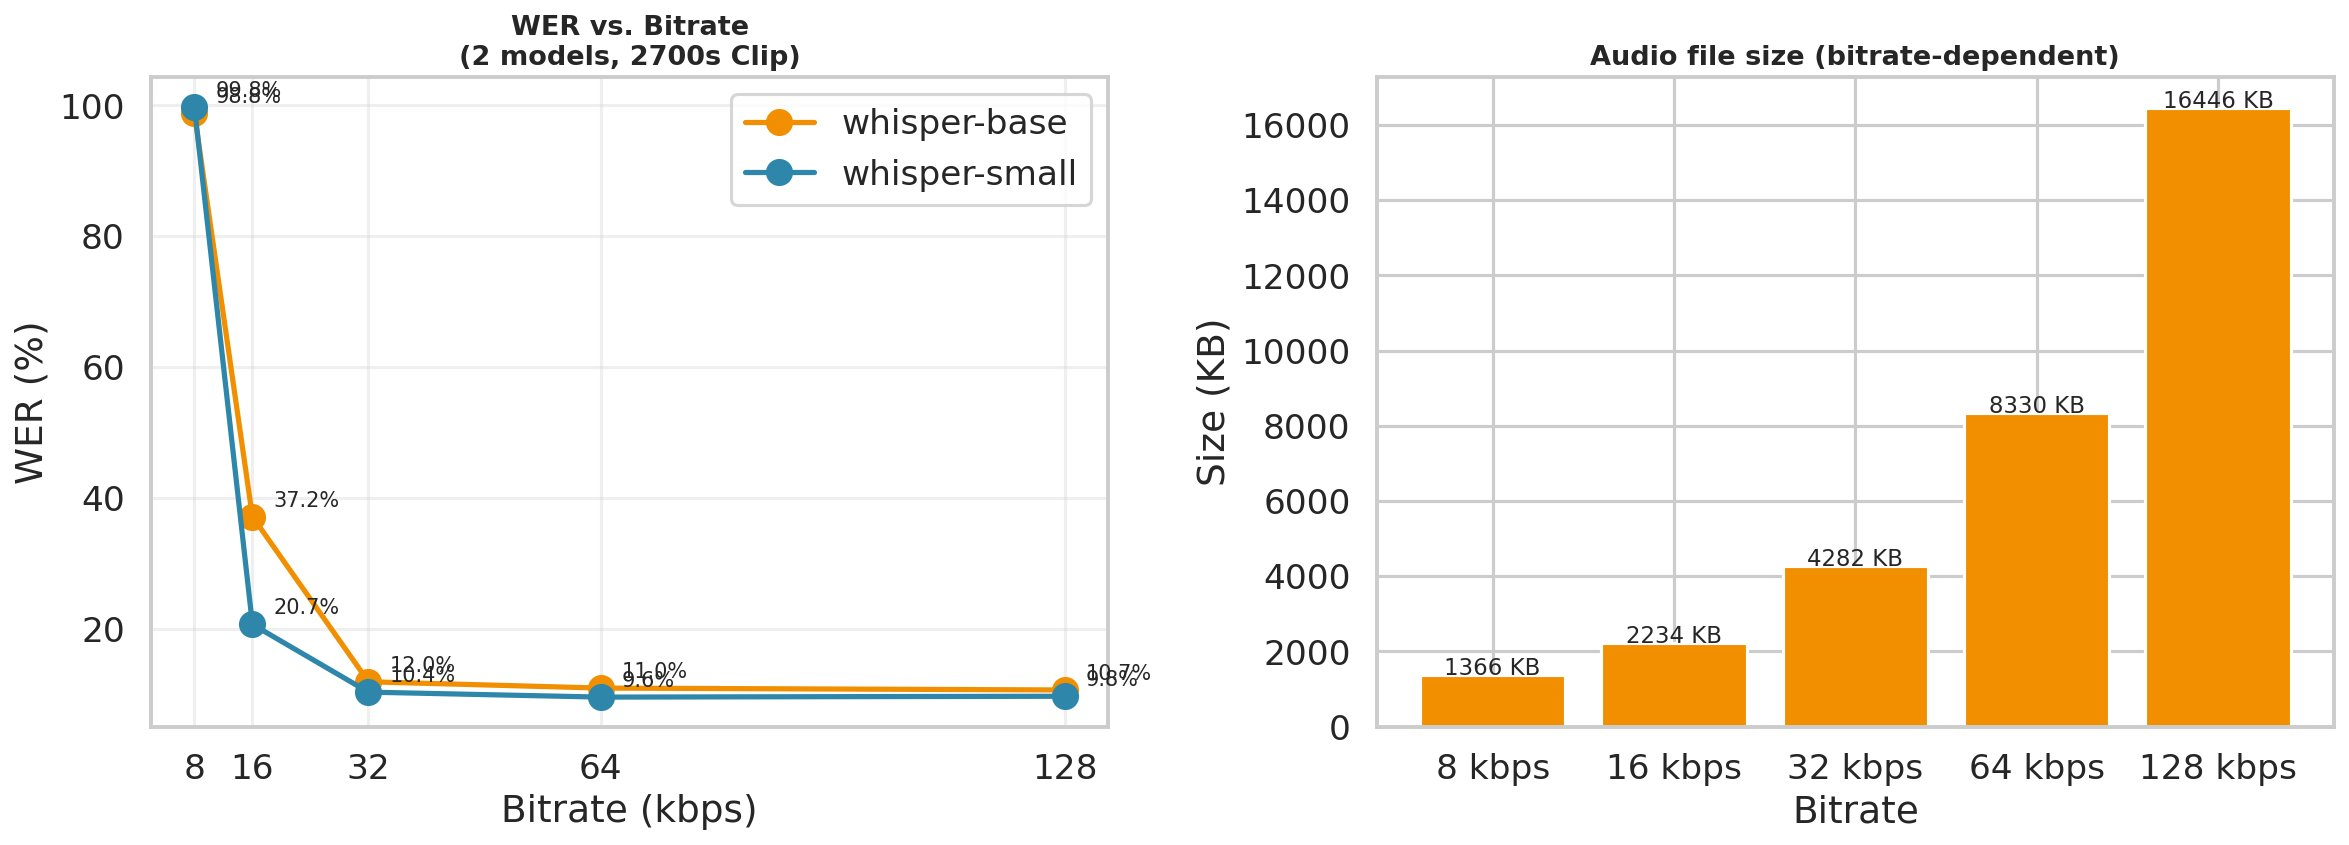 WER vs. Bitrate
(2 models, 2700s Clip)
WER (%)
100
80
60
40
20
99.8%
98.8%
37.2%
20.7%
12.0%
10.4%
11.0%
9.6%
10.7%
9.8%
whisper-base
whisper-small
8 16 32 64 128
Bitrate (kbps)
Audio file size (bitrate-dependent)
Size (KB)
16000
14000
12000
10000
8000
6000
4000
2000
0
1366 KB
2234 KB
4282 KB
8330 KB
16446 KB
8 kbps 16 kbps 32 kbps 64 kbps 128 kbps
Bitrate